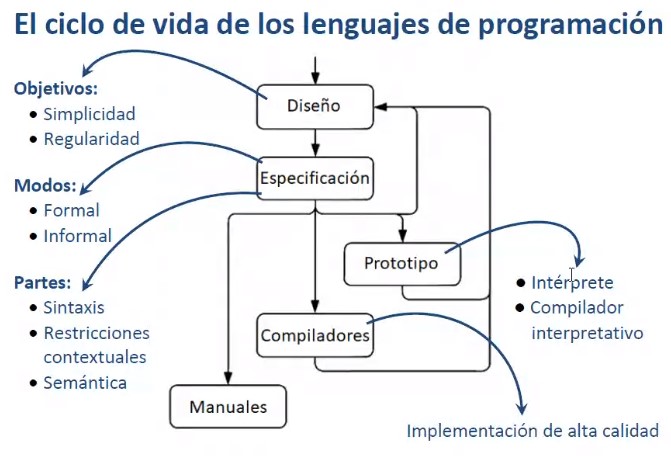 El ciclo de vida de los lenguajes de programación
Objetivos:
• Simplicidad
• Regularidad
Modos:
• Formal
• Informal
Partes:
• Sintaxis
• Restricciones
contextuales
• Semántica
Diseño
Especificación
Prototipo
Compiladores
Manuales
• Intérprete
• Compilador
interpretativo
Implementación de alta calidad